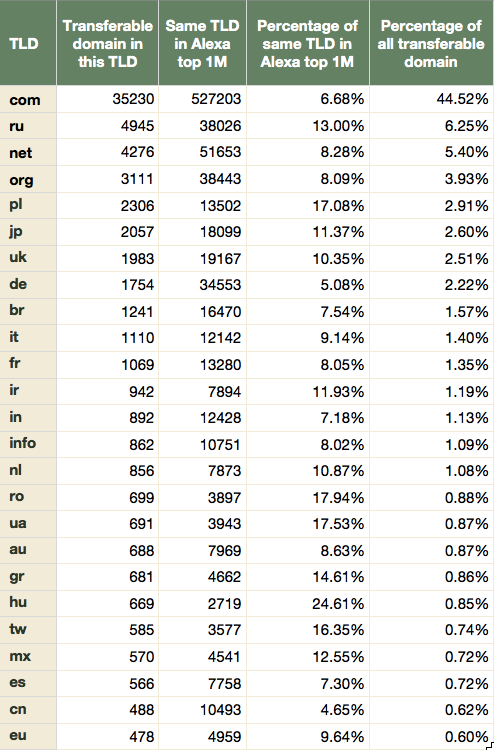 TLD Transferable domain in this TLD Same TLD in Alexa top 1M Percentage of same TLD in Alexa top 1M Percentage of all transferable domain
com 35230 527203 6.68% 44.52%
ru 4945 38026 13.00% 6.25%
net 4276 51653 8.28% 5.40%
org 3111 38443 8.09% 3.93%
pl 2306 13502 17.08% 2.91%
jp 2057 18099 11.37% 2.60%
uk 1983 19167 10.35% 2.51%
de 1754 34553 5.08% 2.22%
br 1241 16470 7.54% 1.57%
it 1110 12142 9.14% 1.40%
fr 1069 13280 8.05% 1.35%
ir 942 7894 11.93% 1.19%
in 892 12428 7.18% 1.13%
info 862 10751 8.02% 1.09%
nl 856 7873 10.87% 1.08%
ro 699 3897 17.94% 0.88%
ua 691 3943 17.53% 0.87%
au 688 7969 8.63% 0.87%
gr 681 4662 14.61% 0.86%
hu 669 2719 24.61% 0.85%
tw 585 3577 16.35% 0.74%
mx 570 4541 12.55% 0.72%
es 566 7758 7.30% 0.72%
cn 488 10493 4.65% 0.62%
eu 478 4959 9.64% 0.60%